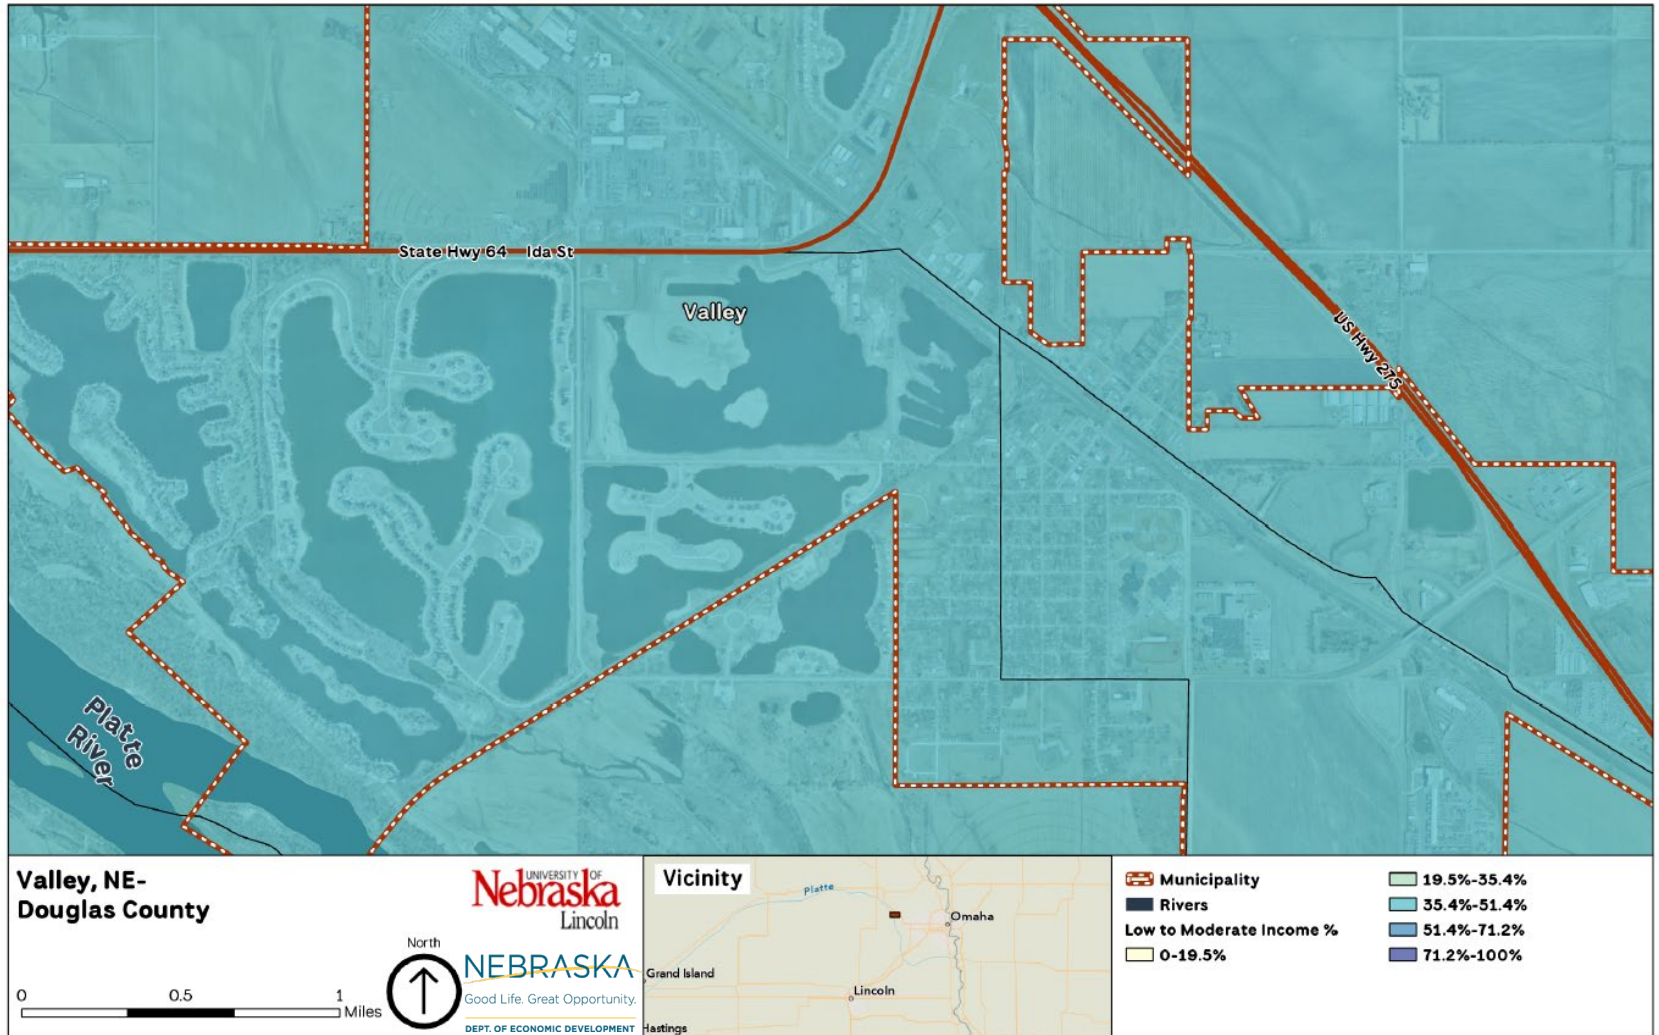 State Hwy 64 Ida St
Valley
US Hwy 275
Platte
River
Valley, NE-
Douglas County
0 0.5 1
Miles
North
UNIVERSITY OF
Nebraska
Lincoln
NEBRASKA
Good Life. Great Opportunity.
DEPT. OF ECONOMIC DEVELOPMENT
Vicinity
Platte
Omaha
Grand Island
Lincoln
Hastings
Municipality
Rivers
Low to Moderate Income %
0-19.5%
19.5%-35.4%
35.4%-51.4%
51.4%-71.2%
71.2%-100%